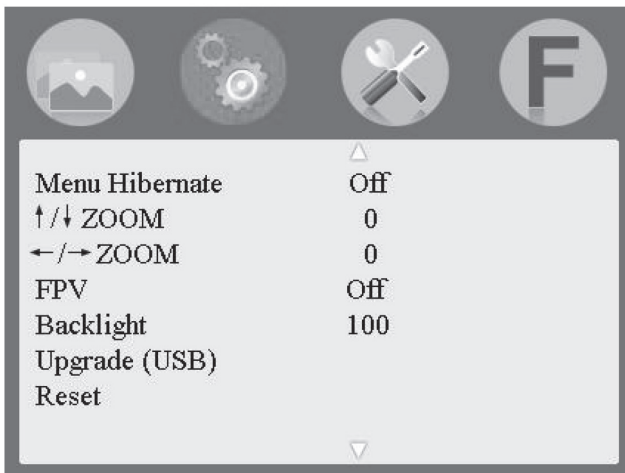 F
Menu Hibernate Off
↑/↓ ZOOM 0
←/→ ZOOM 0
FPV Off
Backlight 100
Upgrade (USB)
Reset